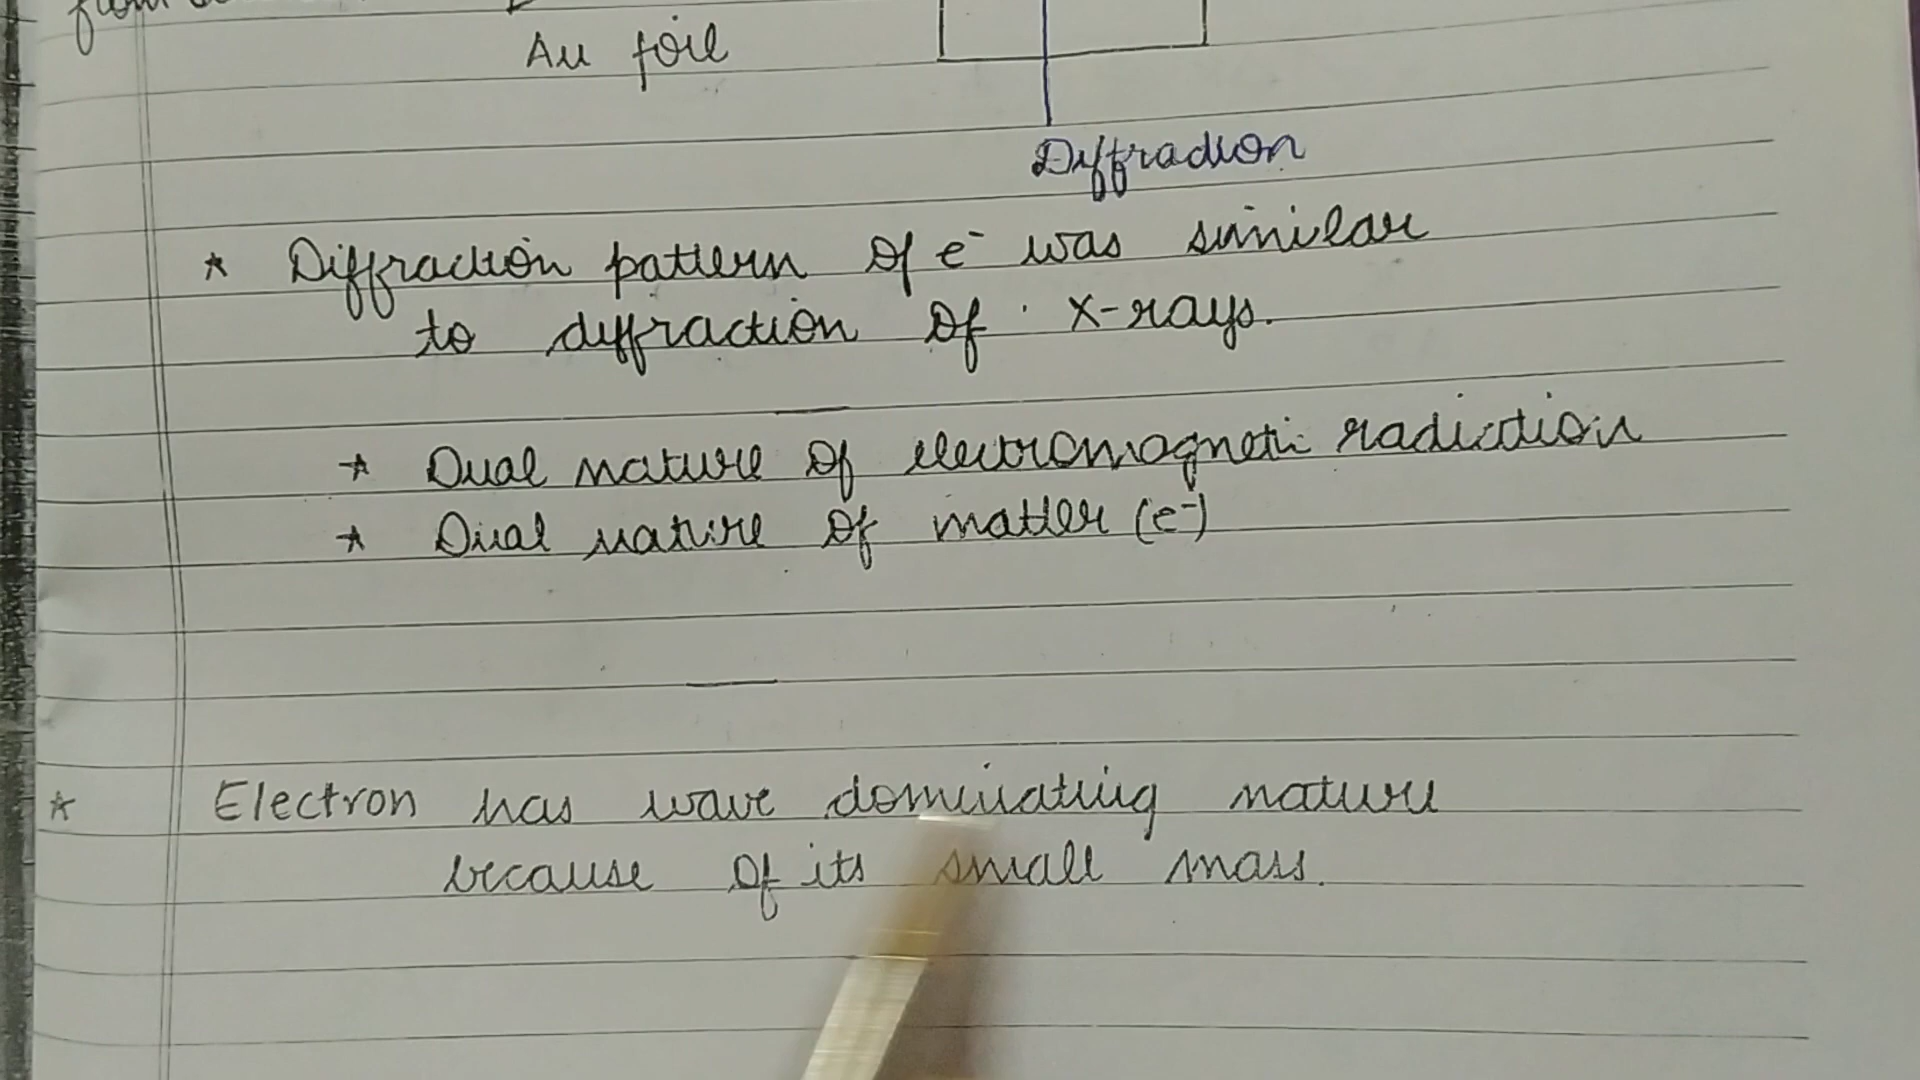 Au foil
Diffraction
* Diffraction pattern of e⁻ was similar
to diffraction of X-rays.
* Dual nature of electromagnetic radiation
* Dual nature of matter (e⁻)
* Electron has wave dominating nature
because of its small mass.